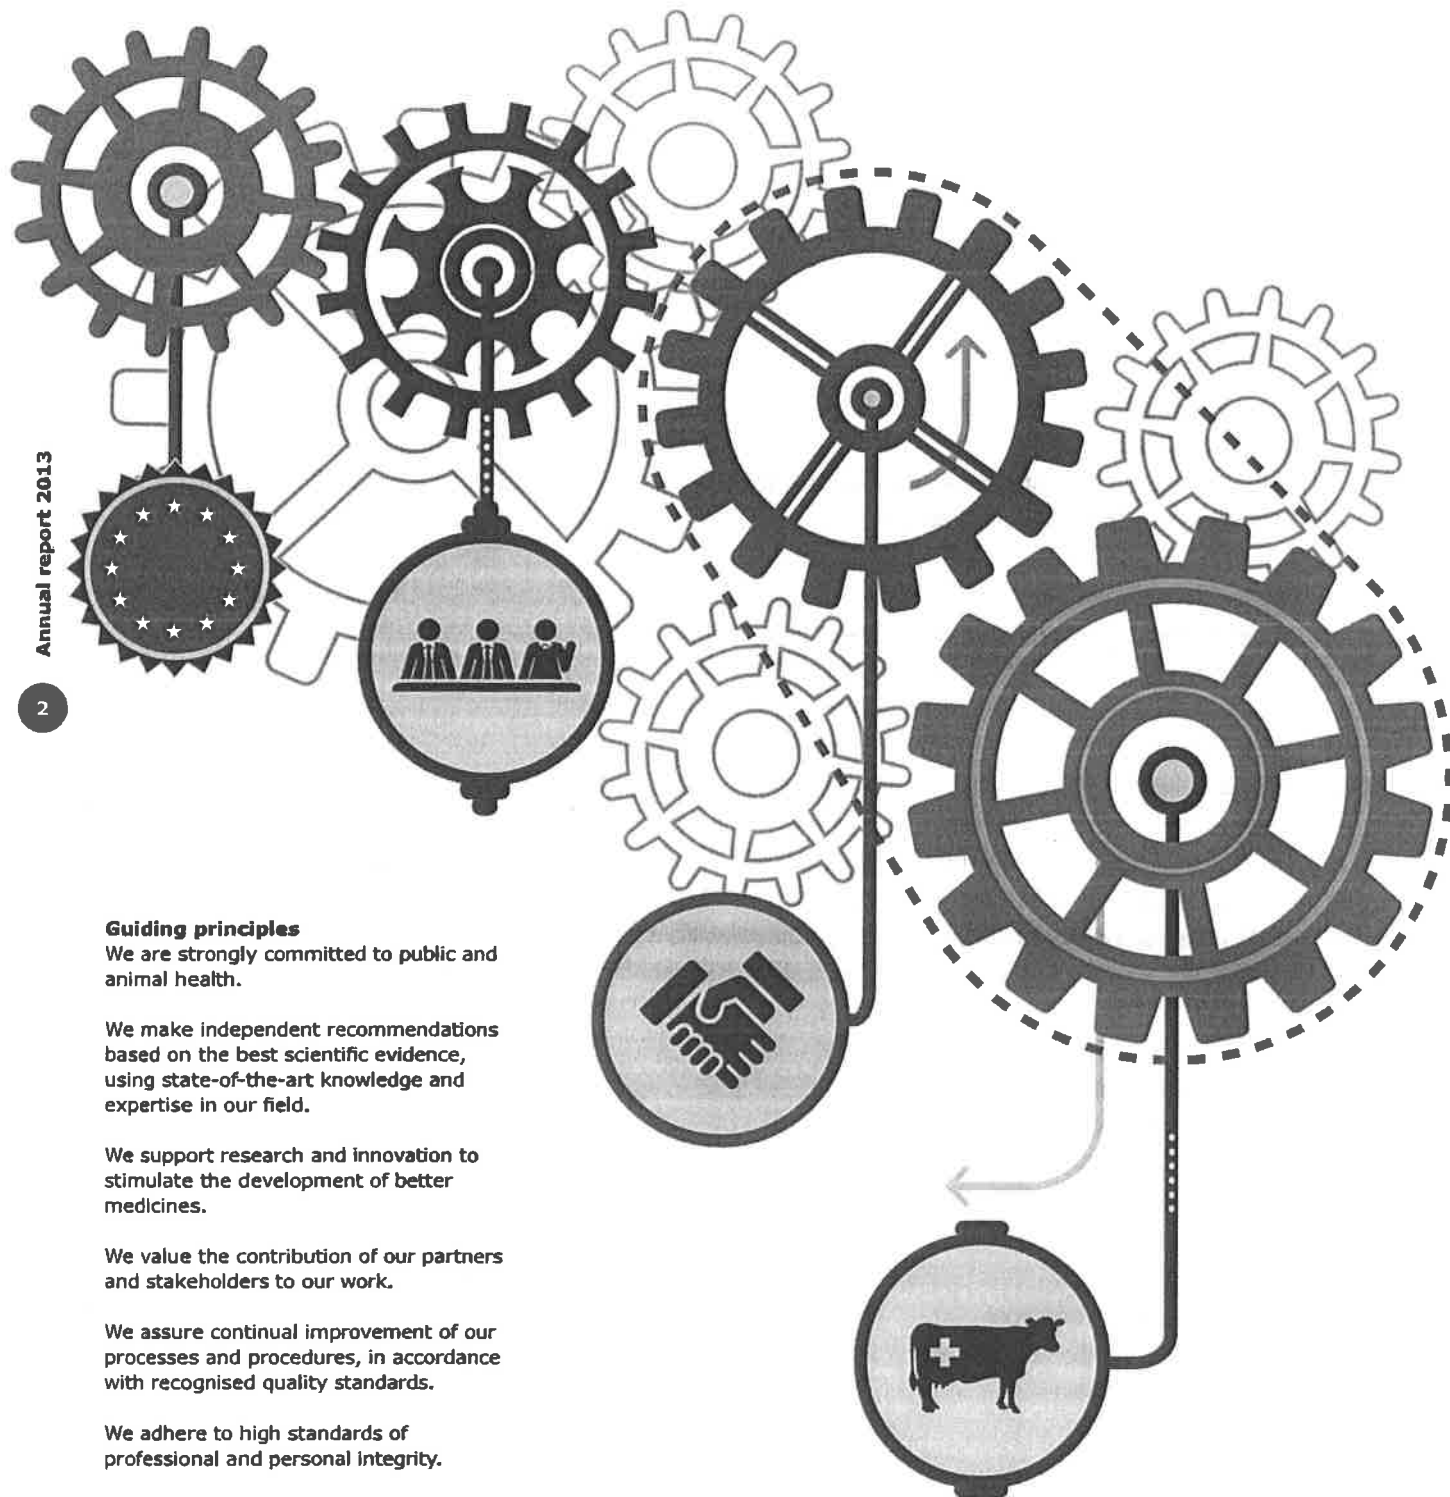 Annual report 2013
2
Guiding principles
We are strongly committed to public and
animal health.
We make independent recommendations
based on the best scientific evidence,
using state-of-the-art knowledge and
expertise in our field.
We support research and innovation to
stimulate the development of better
medicines.
We value the contribution of our partners
and stakeholders to our work.
We assure continual improvement of our
processes and procedures, in accordance
with recognised quality standards.
We adhere to high standards of
professional and personal integrity.